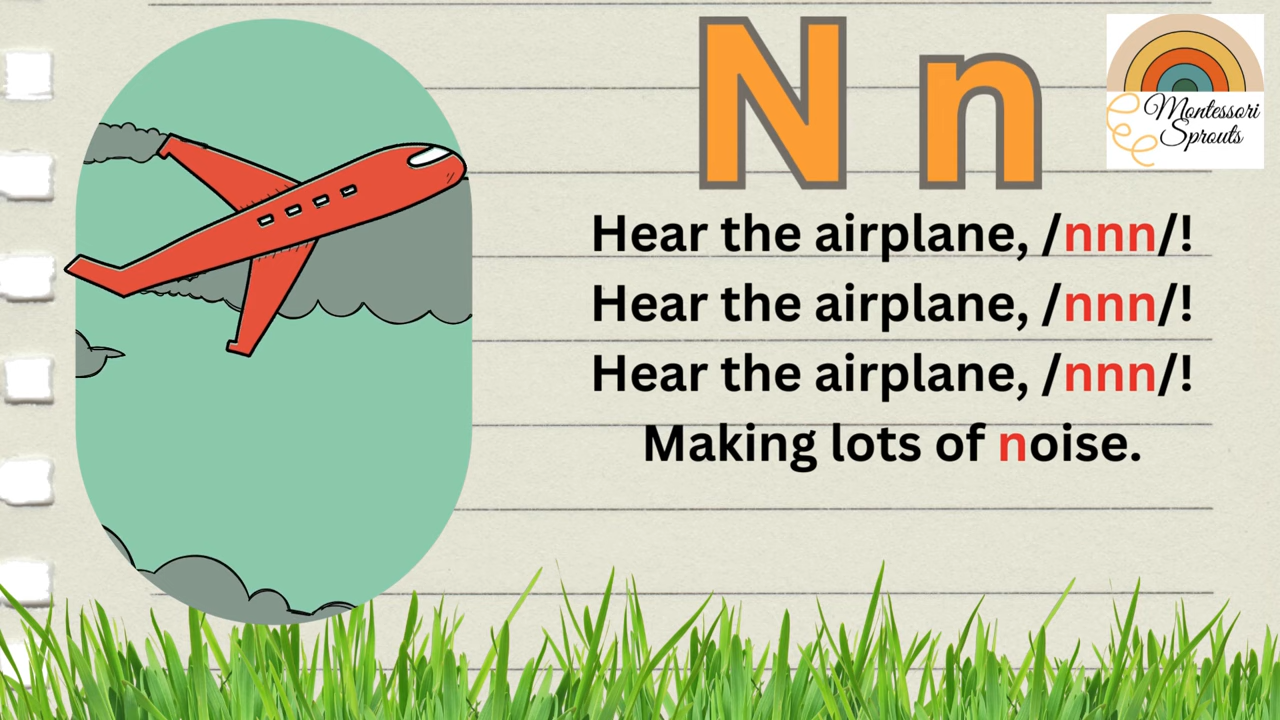 N n
Montessori
Sprouts
Hear the airplane, /nnn/!
Hear the airplane, /nnn/!
Hear the airplane, /nnn/!
Making lots of noise.